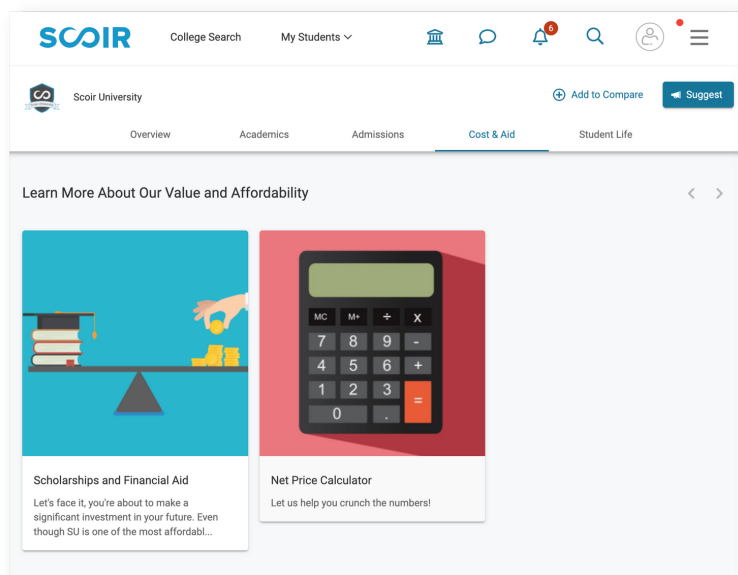 SCOIR
College Search
My Students
6
Scoir University
Add to Compare
Suggest
Overview
Academics
Admissions
Cost & Aid
Student Life
Learn More About Our Value and Affordability
MC M+ ÷ X
7 8 9 -
4 5 6 +
1 2 3 =
0 .
Scholarships and Financial Aid
Let's face it, you're about to make a
significant investment in your future. Even
though SU is one of the most affordabl...
Net Price Calculator
Let us help you crunch the numbers!